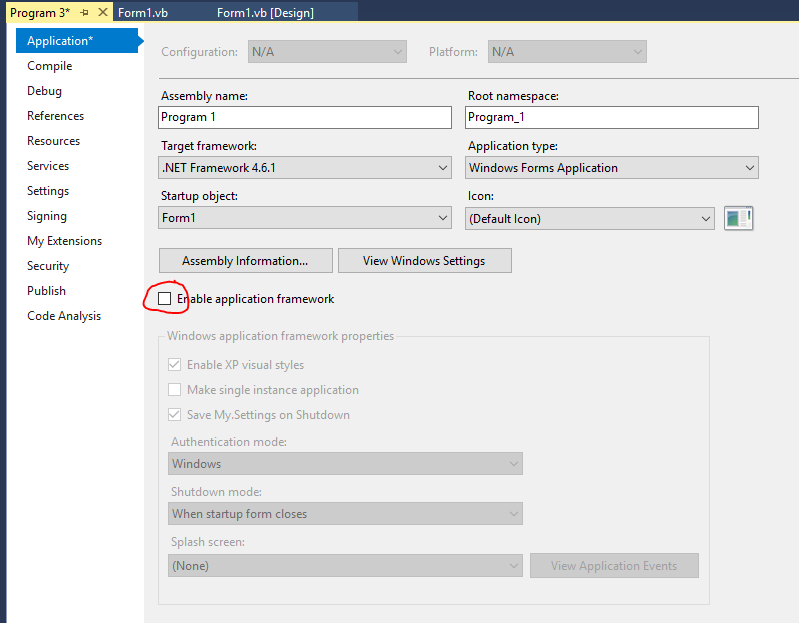 Program 3* Form1.vb Form1.vb [Design]
Application*
Compile
Debug
References
Resources
Services
Settings
Signing
My Extensions
Security
Publish
Code Analysis
Configuration: N/A Platform: N/A
Assembly name: Root namespace:
Program 1 Program_1
Target framework: Application type:
.NET Framework 4.6.1 Windows Forms Application
Startup object: Icon:
Form1 (Default Icon)
Assembly Information... View Windows Settings
Enable application framework
Windows application framework properties
Enable XP visual styles
Make single instance application
Save My.Settings on Shutdown
Authentication mode:
Windows
Shutdown mode:
When startup form closes
Splash screen:
(None) View Application Events